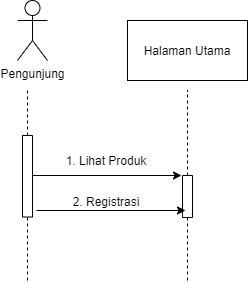 Pengunjung
Halaman Utama
1. Lihat Produk
2. Registrasi